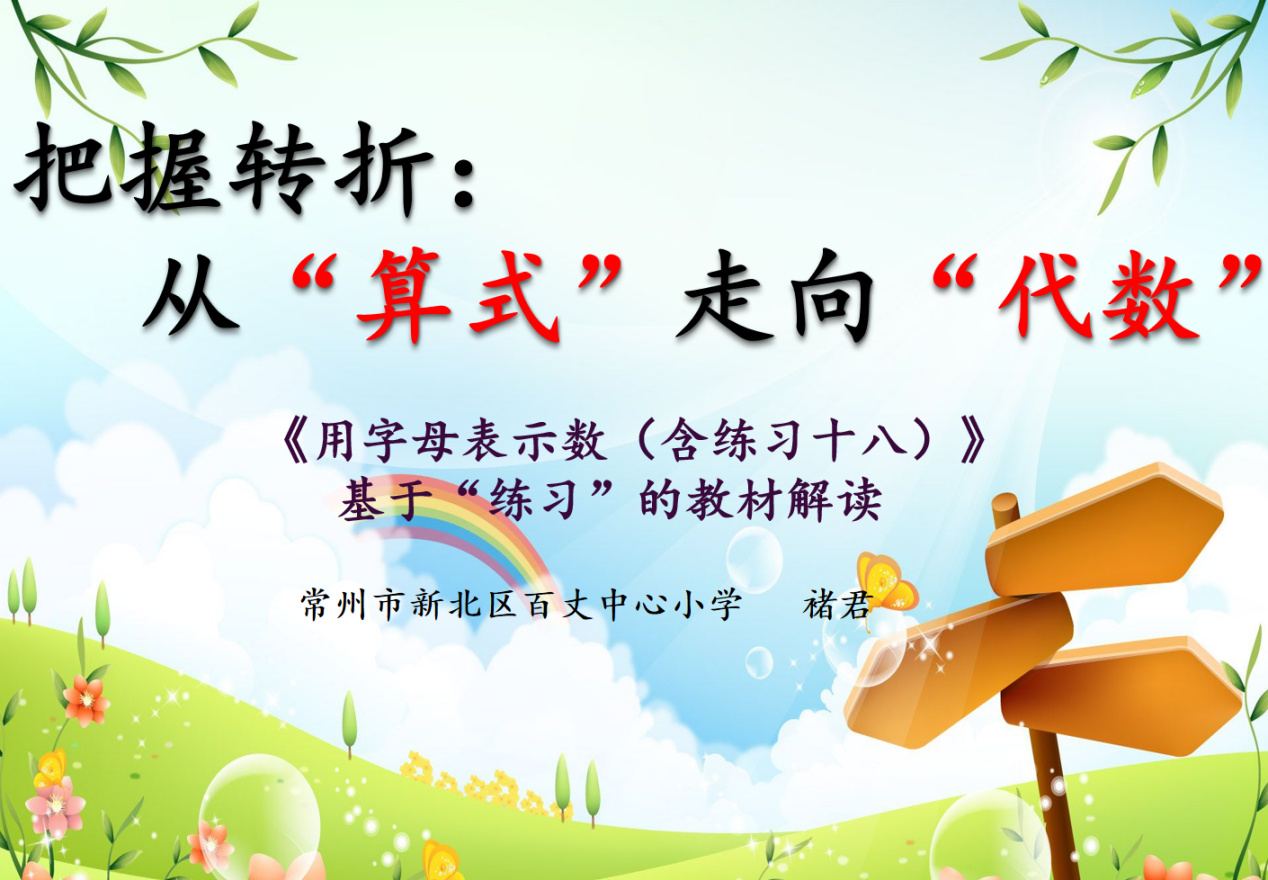 把握转折：
从“算式”走向“代数”
《用字母表示数（含练习十八）》
基于“练习”的教材解读
常州市新北区百丈中心小学 褚君